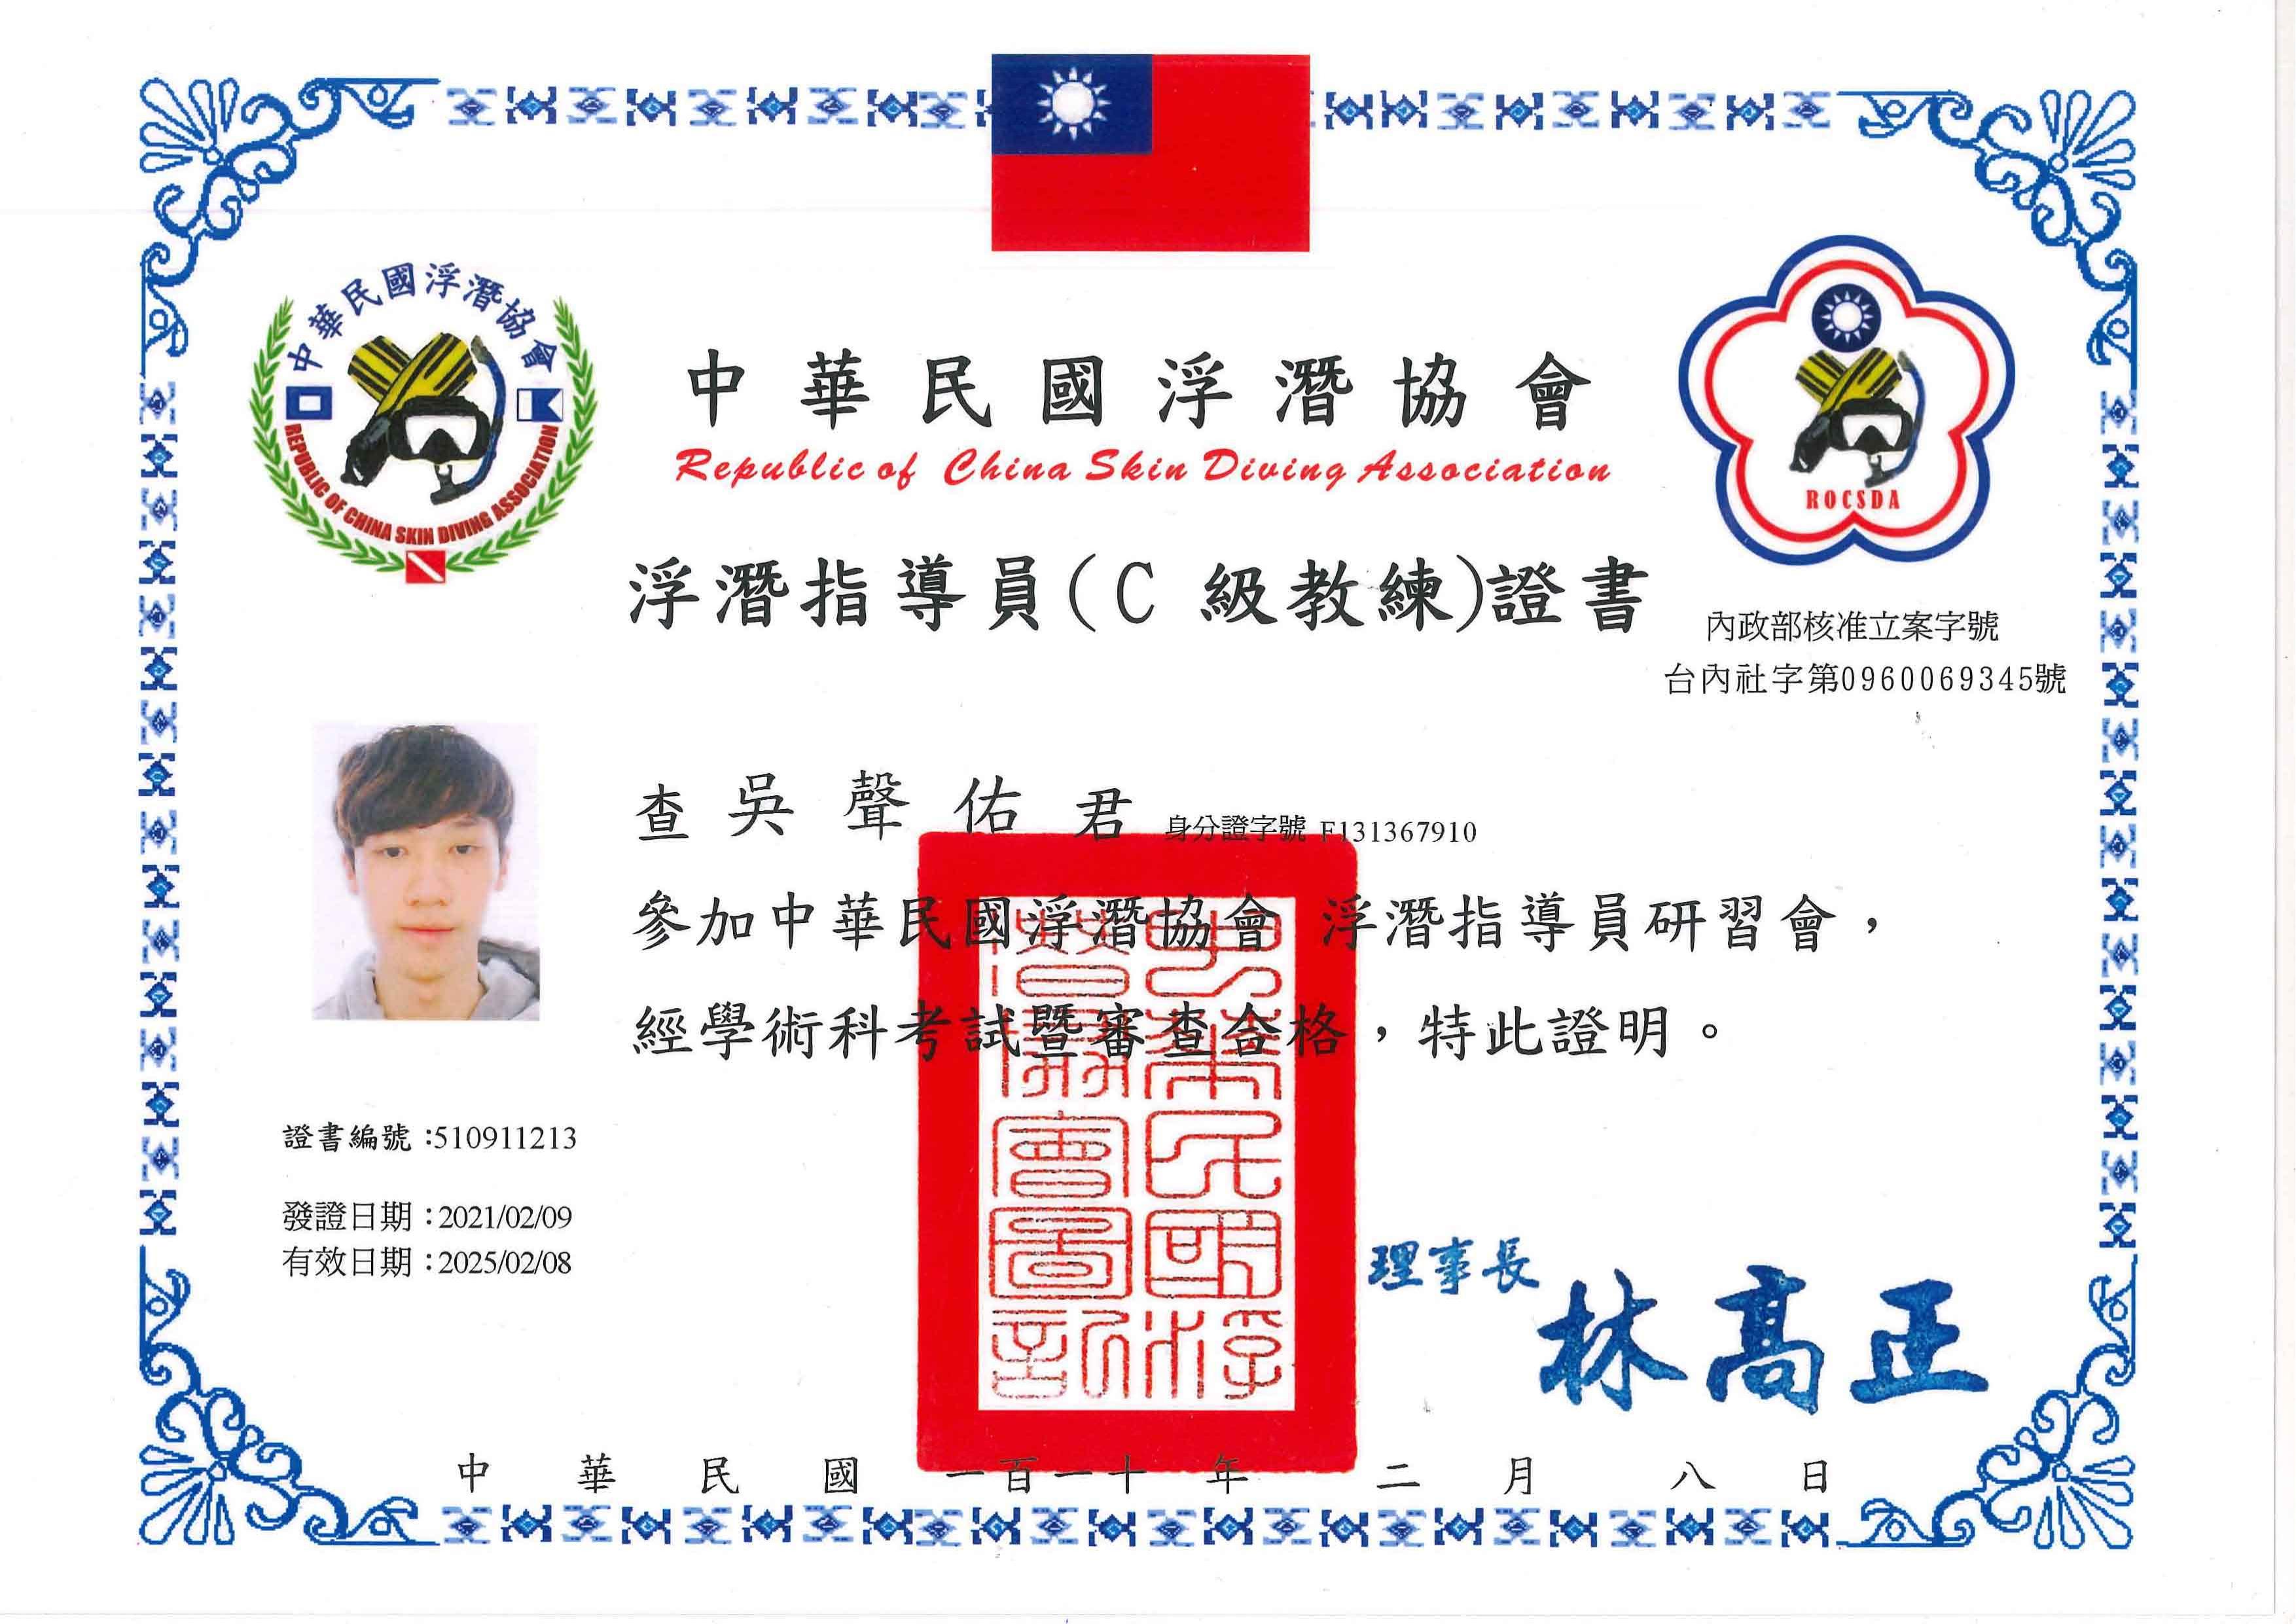 中華民國浮潛協會
REPUBLIC OF CHINA SKIN DIVING ASSOCIATION
中華民國浮潛協會
Republic of China Skin Diving Association
ROCSDA
浮潛指導員(C 級教練)證書
內政部核准立案字號
台內社字第0960069345號
查 吳聲佑 君 身分證字號 F131367910
參加中華民國浮潛協會 浮潛指導員研習會，
經學術科考試暨審查合格，特此證明。
中華民國浮
潛協會圖記
證書編號：510911213
發證日期：2021/02/09
有效日期：2025/02/08
理事長 林高正
中華民國 一百一十 年 二 月 八 日